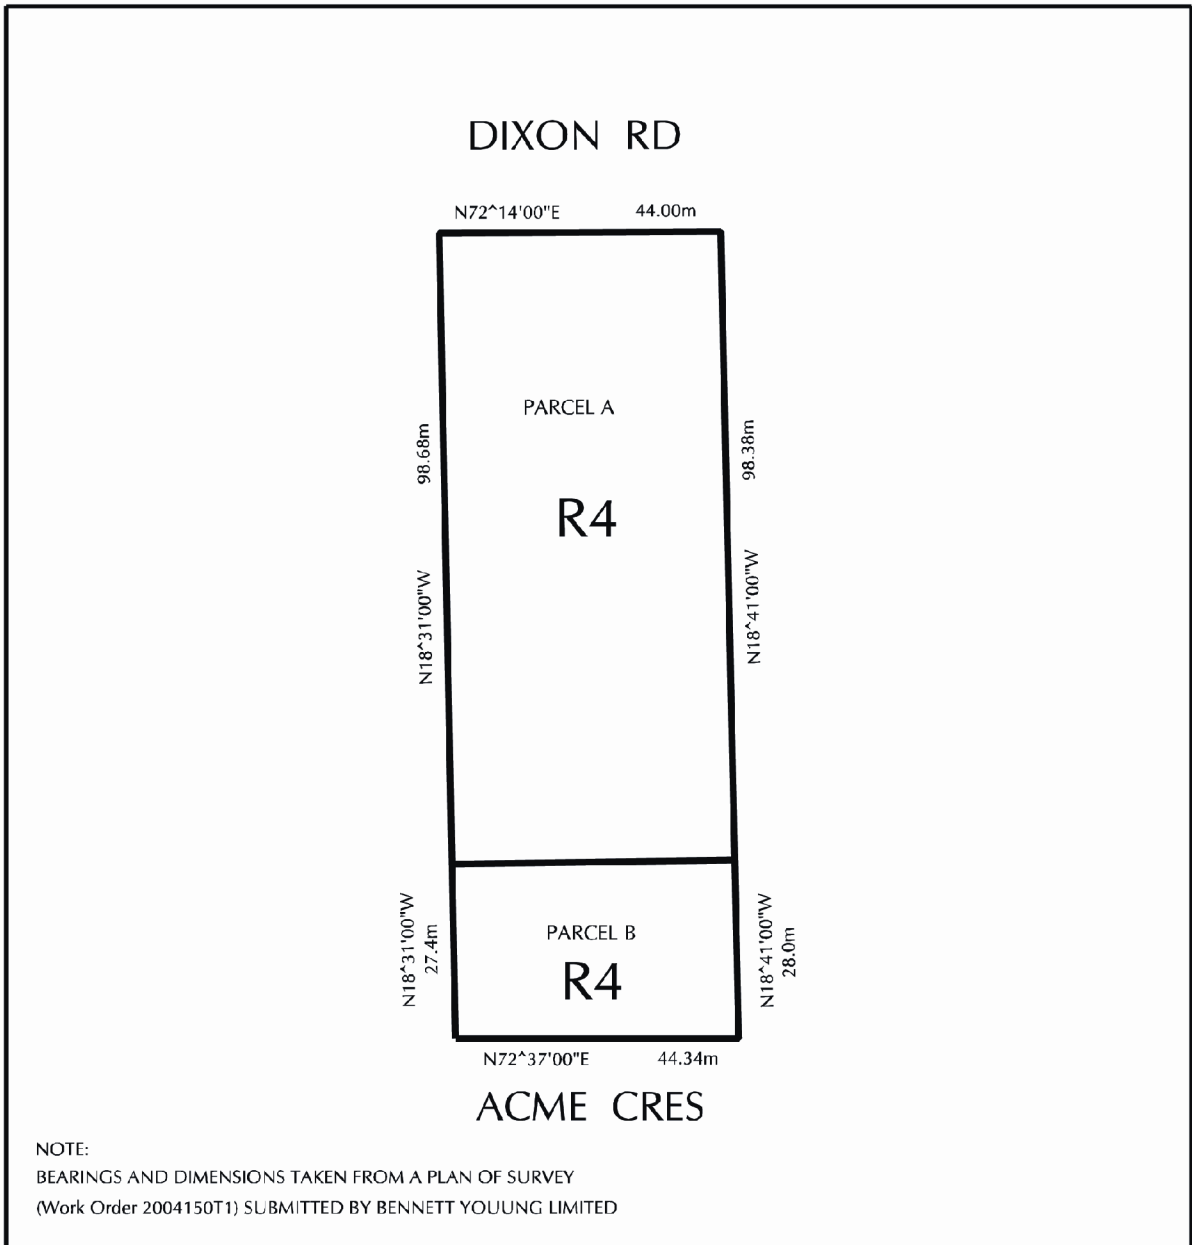 DIXON RD
N72^14'00"E 44.00m
PARCEL A
98.68m
98.38m
R4
N18^31'00"W
N18^41'00"W
N18^31'00"W
27.4m
PARCEL B
R4
N18^41'00"W
28.0m
N72^37'00"E 44.34m
ACME CRES
NOTE:
BEARINGS AND DIMENSIONS TAKEN FROM A PLAN OF SURVEY
(Work Order 2004150T1) SUBMITTED BY BENNETT YOUUNG LIMITED